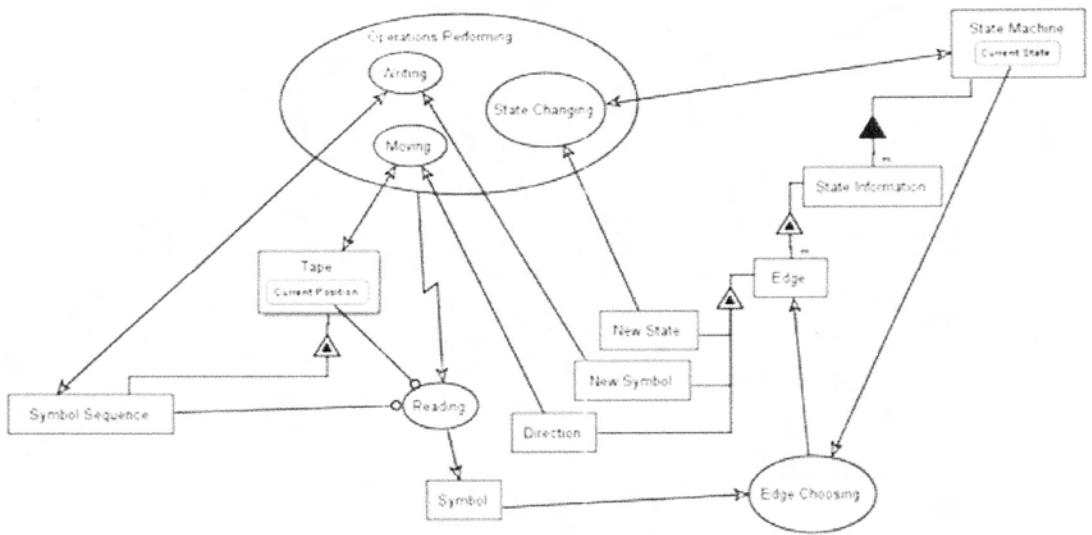 Operations Performing
State Machine
Current State
Writing
State Changing
Moving
m
State Information
m
Tape
Edge
Current Position
New State
New Symbol
Symbol Sequence
Reading
Direction
Symbol
Edge Choosing